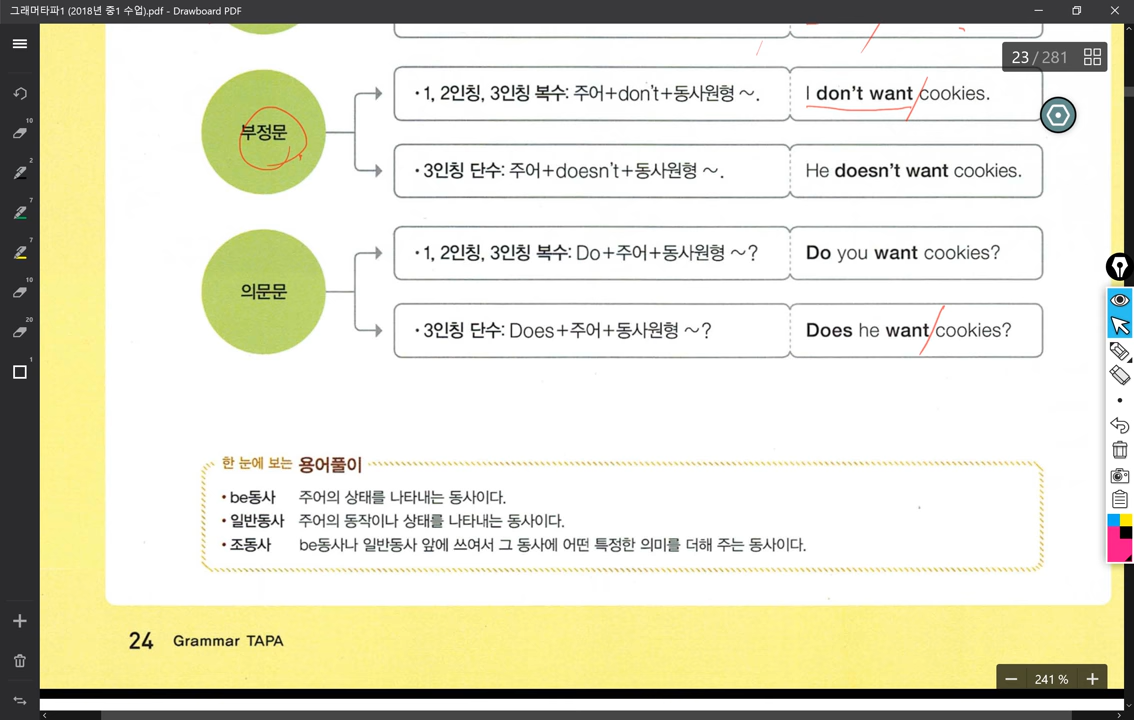 그래머타파1 (2018년 중1 수업).pdf - Drawboard PDF
23 / 281
부정문
· 1, 2인칭, 3인칭 복수: 주어+don't+동사원형 ~.
I don't want cookies.
· 3인칭 단수: 주어+doesn't+동사원형 ~.
He doesn't want cookies.
의문문
· 1, 2인칭, 3인칭 복수: Do+주어+동사원형 ~?
Do you want cookies?
· 3인칭 단수: Does+주어+동사원형 ~?
Does he want cookies?
한 눈에 보는 용어풀이
· be동사 주어의 상태를 나타내는 동사이다.
· 일반동사 주어의 동작이나 상태를 나타내는 동사이다.
· 조동사 be동사나 일반동사 앞에 쓰여서 그 동사에 어떤 특정한 의미를 더해 주는 동사이다.
24 Grammar TAPA
241 %
10
2
7
7
10
20
1